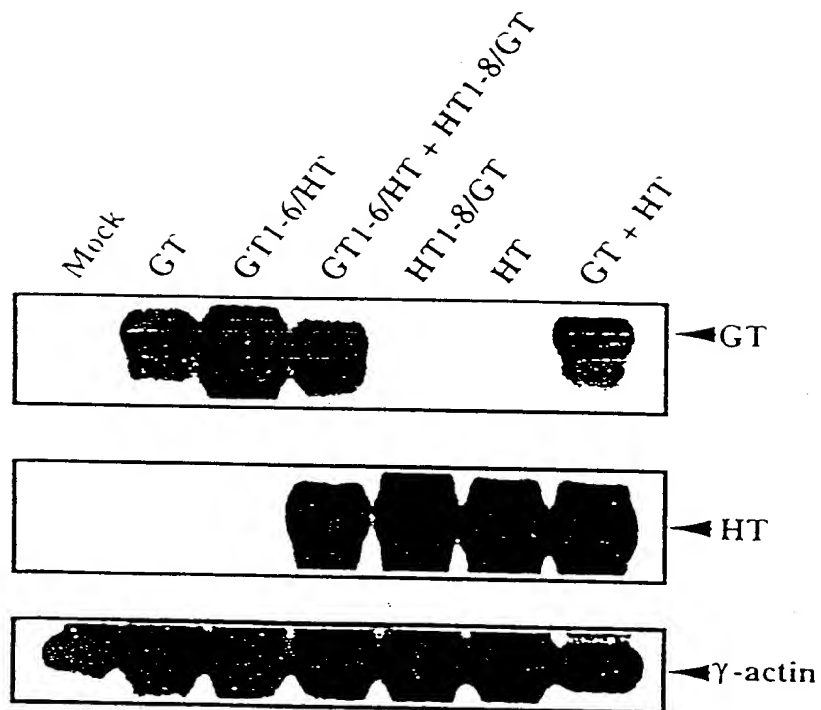 Mock
GT
GT1-6/HT
GT1-6/HT + HT1-8/GT
HT1-8/GT
HT
GT + HT
GT
HT
γ-actin